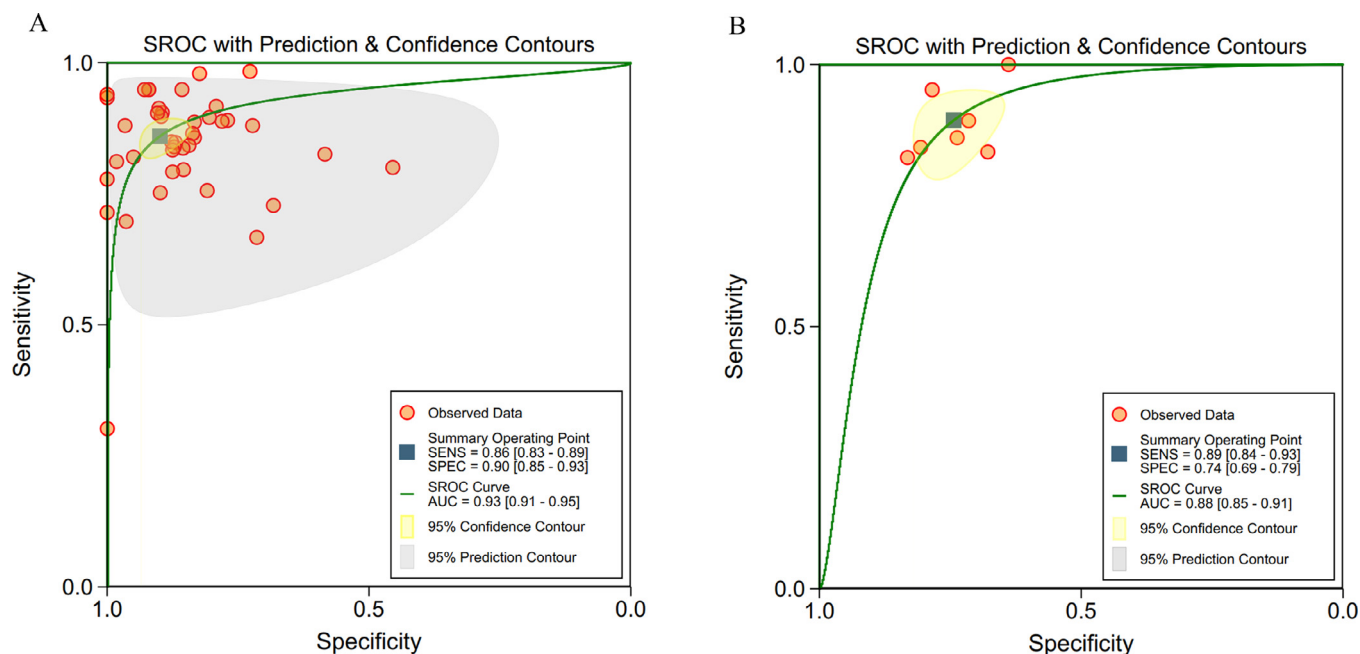 A
SROC with Prediction & Confidence Contours
1.0
0.5
0.0
Sensitivity
1.0
0.5
0.0
Specificity
Observed Data
Summary Operating Point
SENS = 0.86 [0.83 - 0.89]
SPEC = 0.90 [0.85 - 0.93]
SROC Curve
AUC = 0.93 [0.91 - 0.95]
95% Confidence Contour
95% Prediction Contour
B
SROC with Prediction & Confidence Contours
1.0
0.5
0.0
Sensitivity
1.0
0.5
0.0
Specificity
Observed Data
Summary Operating Point
SENS = 0.89 [0.84 - 0.93]
SPEC = 0.74 [0.69 - 0.79]
SROC Curve
AUC = 0.88 [0.85 - 0.91]
95% Confidence Contour
95% Prediction Contour